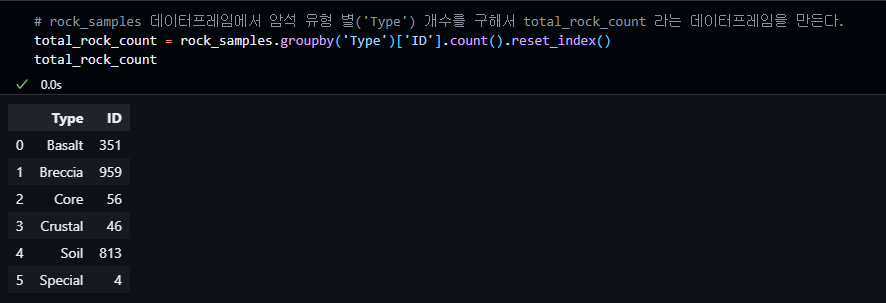 # rock_samples 데이터프레임에서 암석 유형 별('Type') 개수를 구해서 total_rock_count 라는 데이터프레임을 만든다.
total_rock_count = rock_samples.groupby('Type')['ID'].count().reset_index()
total_rock_count
✓ 0.0s
Type ID
0 Basalt 351
1 Breccia 959
2 Core 56
3 Crustal 46
4 Soil 813
5 Special 4